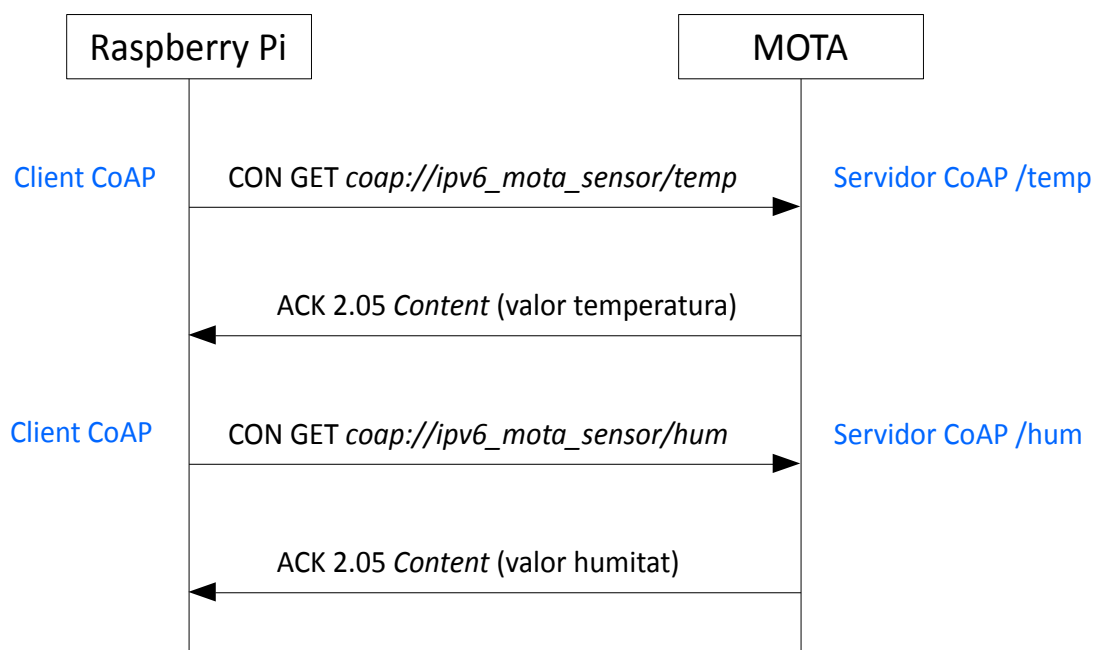 Raspberry Pi
MOTA
Client CoAP
CON GET coap://ipv6_mota_sensor/temp
Servidor CoAP /temp
ACK 2.05 Content (valor temperatura)
Client CoAP
CON GET coap://ipv6_mota_sensor/hum
Servidor CoAP /hum
ACK 2.05 Content (valor humitat)